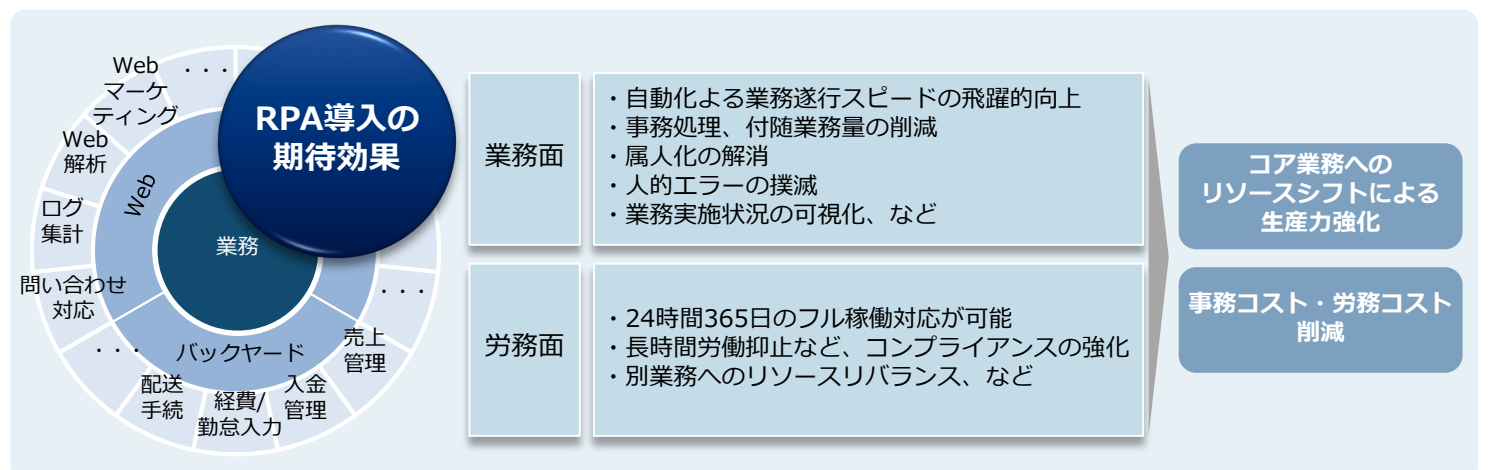 RPA導入の
期待効果
Web
マーケ
ティング
・・・
Web
解析
ログ
集計
問い合わせ
対応
・・・
Web
業務
バックヤード
配送
手続
経費/
勤怠入力
入金
管理
売上
管理
・・・
業務面
・自動化よる業務遂行スピードの飛躍的向上
・事務処理、付随業務量の削減
・属人化の解消
・人的エラーの撲滅
・業務実施状況の可視化、など
労務面
・24時間365日のフル稼働対応が可能
・長時間労働抑止など、コンプライアンスの強化
・別業務へのリソースリバランス、など
コア業務への
リソースシフトによる
生産力強化
事務コスト・労務コスト
削減